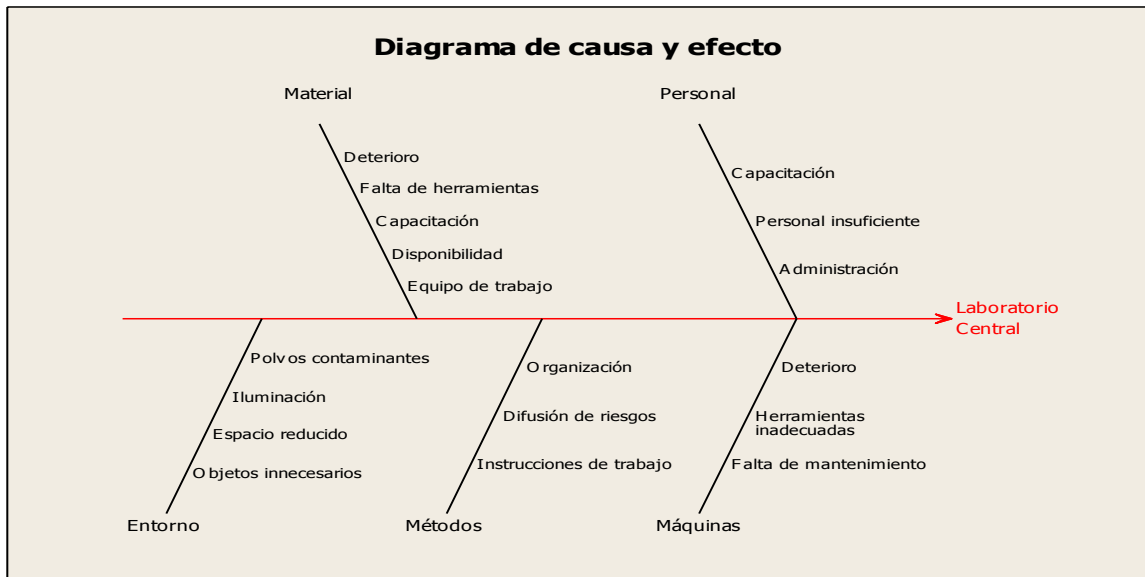 Diagrama de causa y efecto
Material
Personal
Deterioro
Falta de herramientas
Capacitación
Disponibilidad
Equipo de trabajo
Capacitación
Personal insuficiente
Administración
Laboratorio
Central
Polvos contaminantes
Iluminación
Espacio reducido
Objetos innecesarios
Organización
Difusión de riesgos
Instrucciones de trabajo
Deterioro
Herramientas
inadecuadas
Falta de mantenimiento
Entorno
Métodos
Máquinas